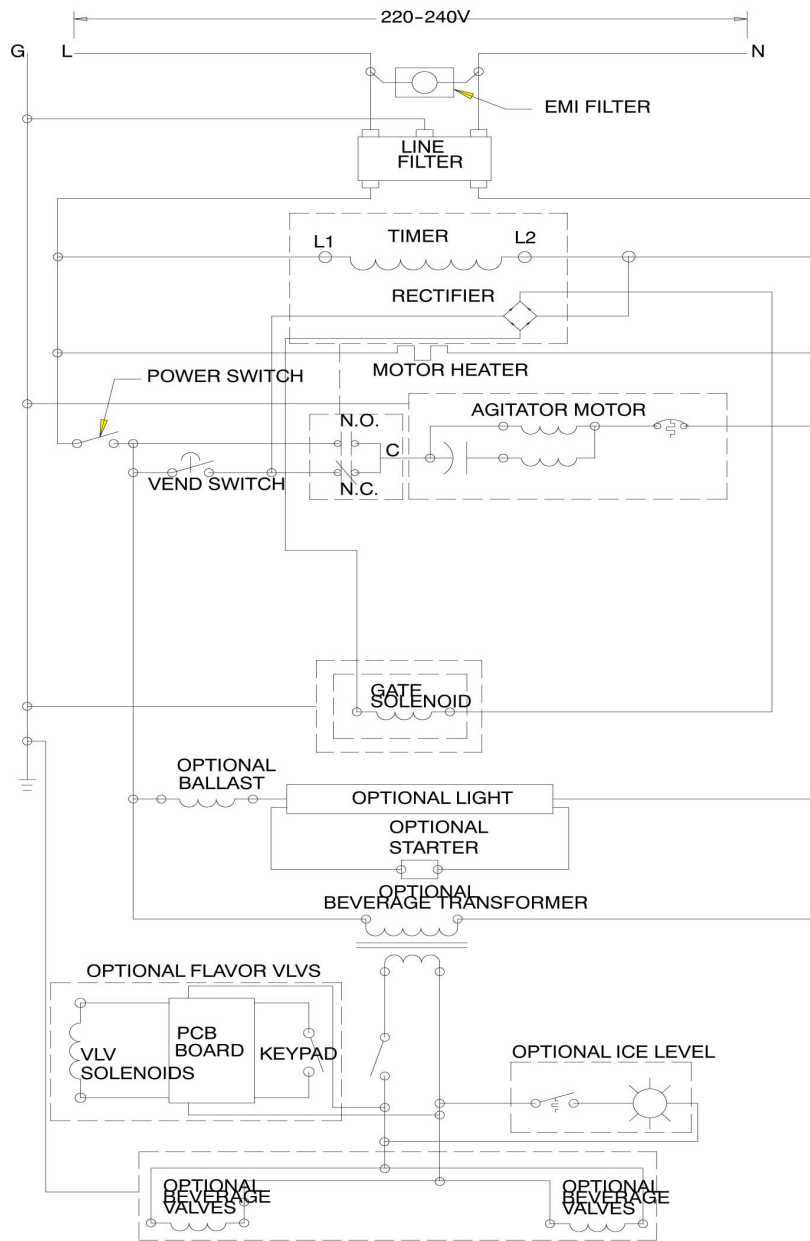 220-240V
G
L
N
EMI FILTER
LINE
FILTER
TIMER
L1
L2
RECTIFIER
MOTOR HEATER
POWER SWITCH
AGITATOR MOTOR
N.O.
C
VEND SWITCH
N.C.
GATE
SOLENOID
OPTIONAL
BALLAST
OPTIONAL LIGHT
OPTIONAL
STARTER
OPTIONAL
BEVERAGE TRANSFORMER
OPTIONAL FLAVOR VLVS
PCB
BOARD
KEYPAD
VLV
SOLENOIDS
OPTIONAL ICE LEVEL
OPTIONAL
BEVERAGE
VALVES
OPTIONAL
BEVERAGE
VALVES